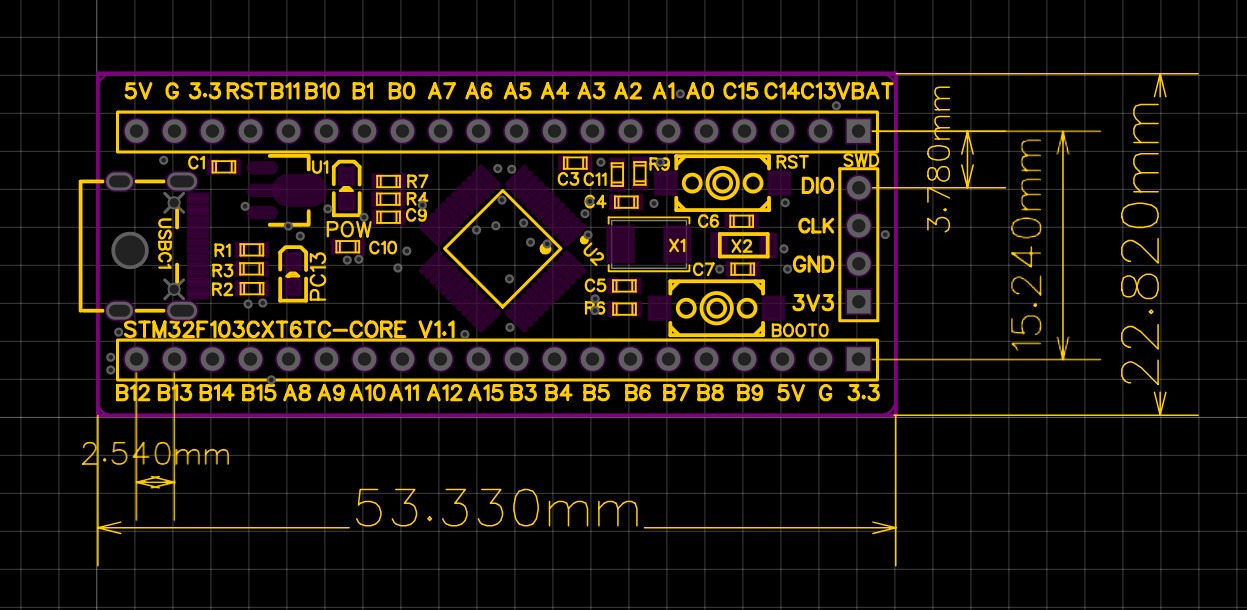 5V G 3.3 RST B11 B10 B1 B0 A7 A6 A5 A4 A3 A2 A1 A0 C15 C14 C13 VBAT
C1
U1
R7
R4
C9
POW
C10
USBC1
R1
R3
R2
PC13
U2
C3
C11
R9
C4
RST
SWD
DIO
CLK
GND
3V3
C6
X1
X2
C7
C5
R6
BOOT0
STM32F103CXT6TC-CORE V1.1
B12 B13 B14 B15 A8 A9 A10 A11 A12 A15 B3 B4 B5 B6 B7 B8 B9 5V G 3.3
3.780mm
15.240mm
22.820mm
2.540mm
53.330mm